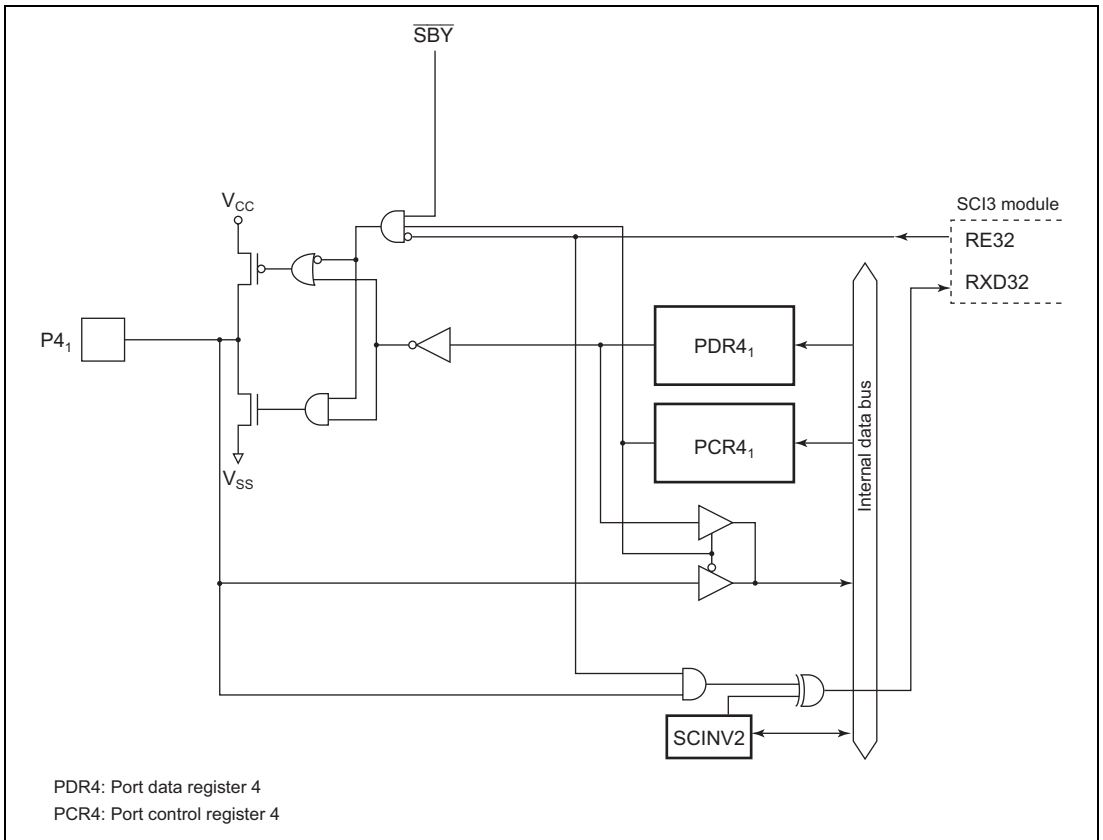 SBY
VCC
SCI3 module
RE32
RXD32
P41
PDR41
PCR41
VSS
Internal data bus
SCINV2
PDR4: Port data register 4
PCR4: Port control register 4